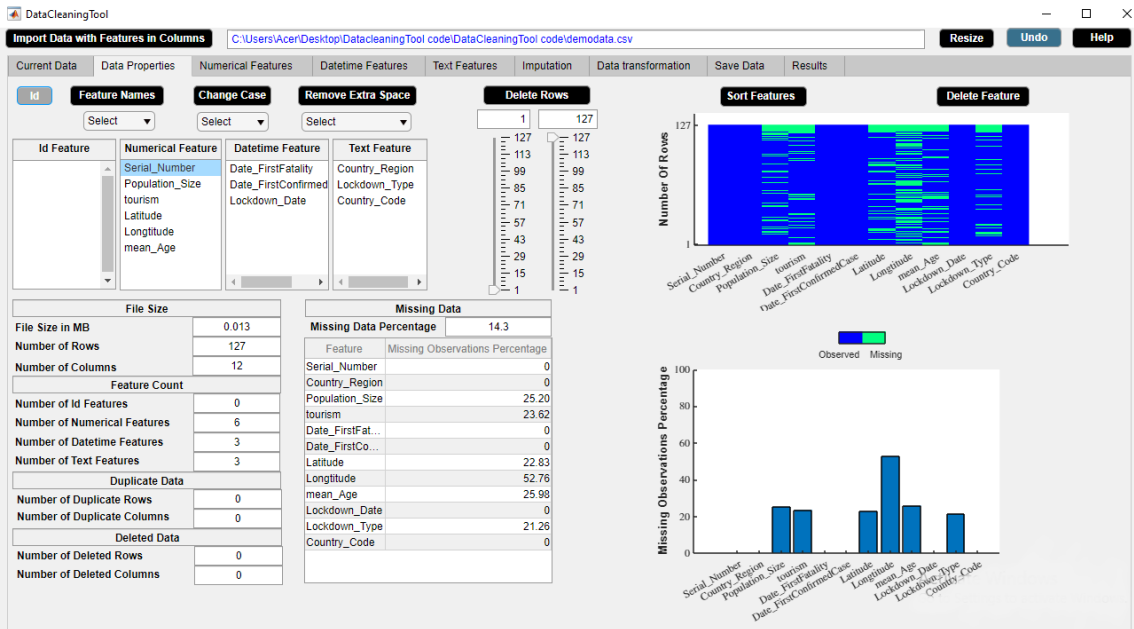 DataCleaningTool
Import Data with Features in Columns C:\Users\Acer\Desktop\DatacleaningTool code\DataCleaningTool code\demodata.csv Resize Undo Help
Current Data Data Properties Numerical Features Datetime Features Text Features Imputation Data transformation Save Data Results
Id Feature Names Change Case Remove Extra Space Delete Rows Sort Features Delete Feature
Select Select Select 1 127
Id Feature Numerical Feature Datetime Feature Text Feature
Serial_Number Date_FirstFatality Country_Region
Population_Size Date_FirstConfirmed Lockdown_Type
tourism Lockdown_Date Country_Code
Latitude
Longtitude
mean_Age
127 127
113 113
99 99
85 85
71 71
57 57
43 43
29 29
15 15
1 1
Number Of Rows
127
1
Serial_Number Country_Region Population_Size tourism Date_FirstFatality Date_FirstConfirmedCase Latitude Longtitude mean_Age Lockdown_Date Lockdown_Type Country_Code
Observed Missing
File Size
File Size in MB 0.013
Number of Rows 127
Number of Columns 12
Feature Count
Number of Id Features 0
Number of Numerical Features 6
Number of Datetime Features 3
Number of Text Features 3
Duplicate Data
Number of Duplicate Rows 0
Number of Duplicate Columns 0
Deleted Data
Number of Deleted Rows 0
Number of Deleted Columns 0
Missing Data
Missing Data Percentage 14.3
Feature Missing Observations Percentage
Serial_Number 0
Country_Region 0
Population_Size 25.20
tourism 23.62
Date_FirstFat... 0
Date_FirstCo... 0
Latitude 22.83
Longtitude 52.76
mean_Age 25.98
Lockdown_Date 0
Lockdown_Type 21.26
Country_Code 0
Missing Observations Percentage
100
80
60
40
20
0
Serial_Number Country_Region Population_Size tourism Date_FirstFatality Date_FirstConfirmedCase Latitude Longtitude mean_Age Lockdown_Date Lockdown_Type Country_Code